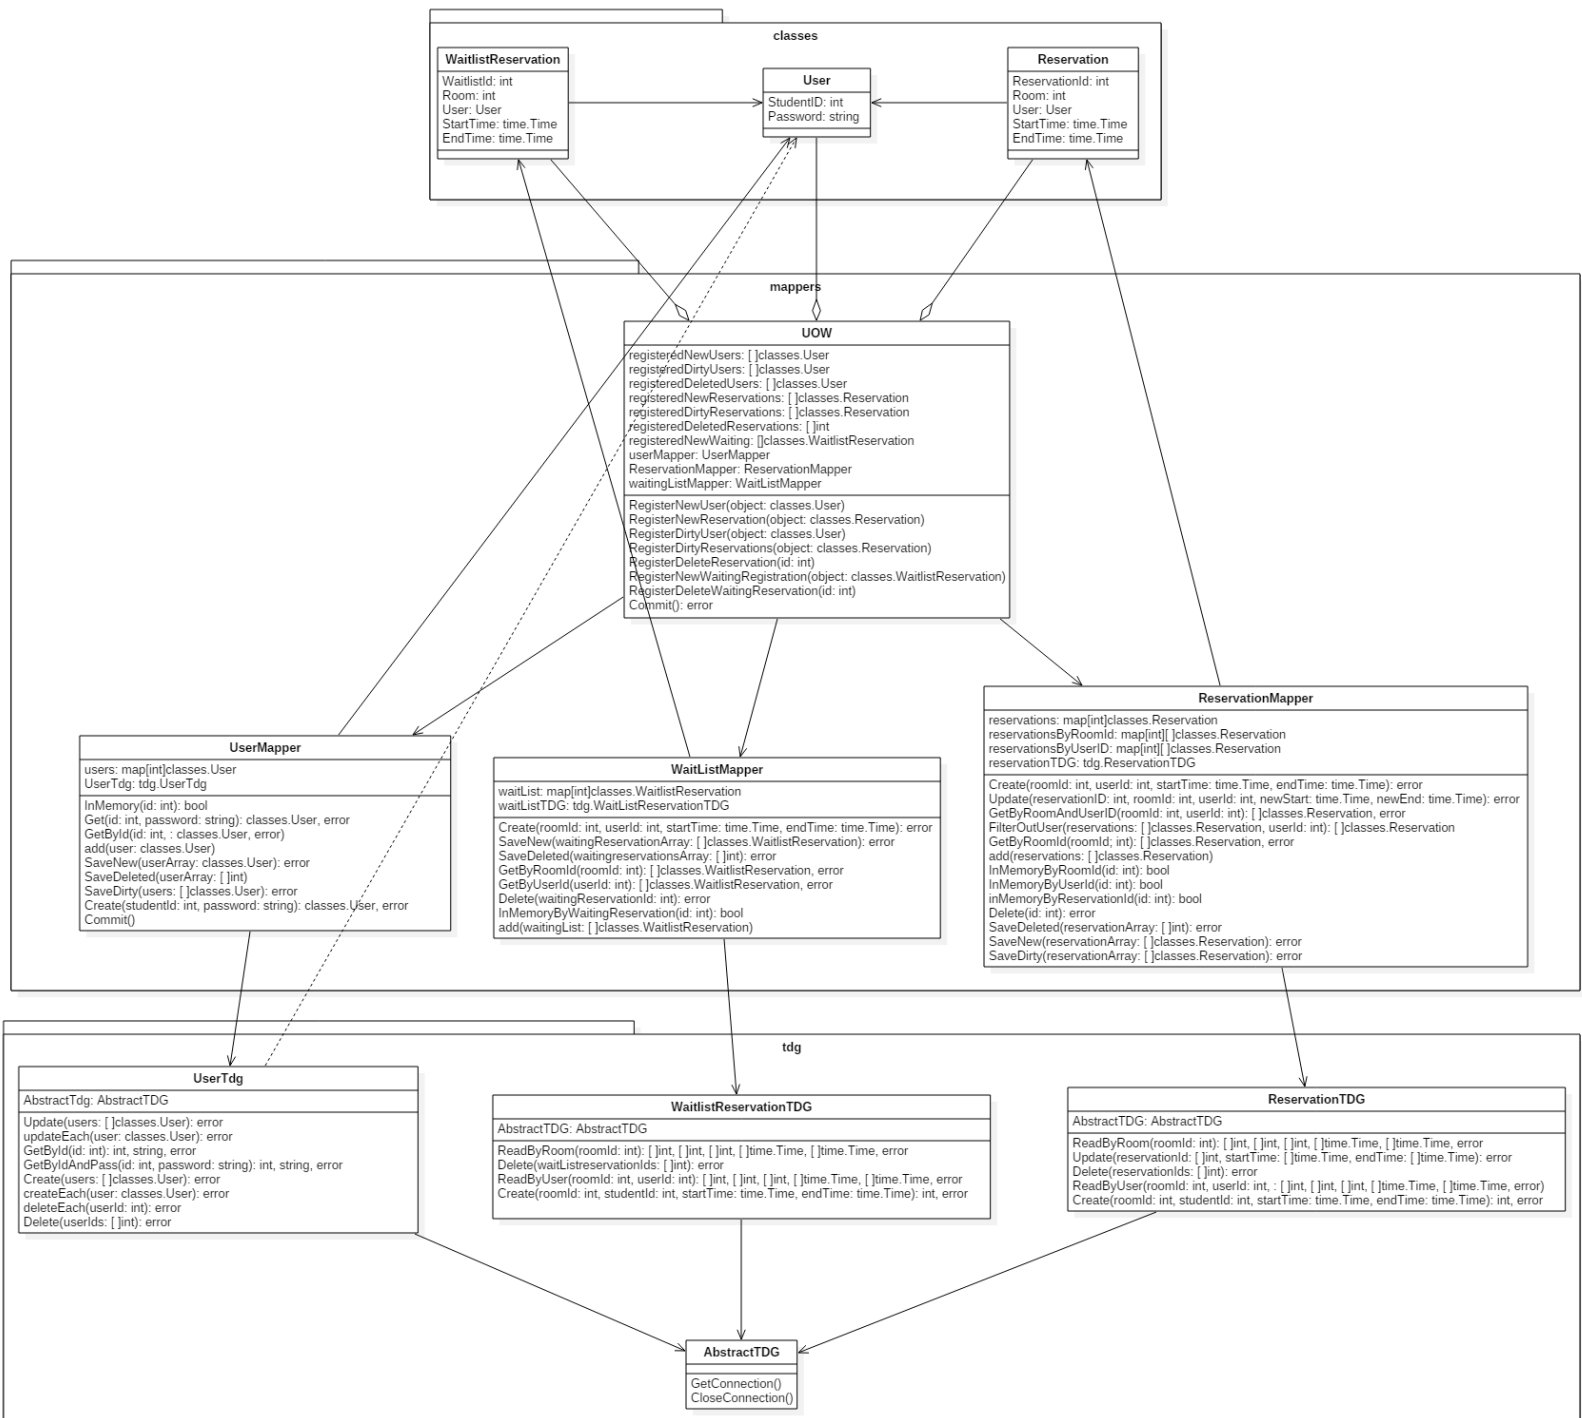 classes
WaitlistReservation
WaitlistId: int
Room: int
User: User
StartTime: time.Time
EndTime: time.Time
User
StudentID: int
Password: string
Reservation
ReservationId: int
Room: int
User: User
StartTime: time.Time
EndTime: time.Time
mappers
UOW
registeredNewUsers: [ ]classes.User
registeredDirtyUsers: [ ]classes.User
registeredDeletedUsers: [ ]classes.User
registeredNewReservations: [ ]classes.Reservation
registeredDirtyReservations: [ ]classes.Reservation
registeredDeletedReservations: [ ]int
registeredNewWaiting: []classes.WaitlistReservation
userMapper: UserMapper
ReservationMapper: ReservationMapper
waitingListMapper: WaitListMapper
RegisterNewUser(object: classes.User)
RegisterNewReservation(object: classes.Reservation)
RegisterDirtyUser(object: classes.User)
RegisterDirtyReservations(object: classes.Reservation)
RegisterDeleteReservation(id: int)
RegisterNewWaitingRegistration(object: classes.WaitlistReservation)
RegisterDeleteWaitingReservation(id: int)
Commit(): error
UserMapper
users: map[int]classes.User
UserTdg: tdg.UserTdg
InMemory(id: int): bool
Get(id: int, password: string): classes.User, error
GetById(id: int, : classes.User, error)
add(user: classes.User)
SaveNew(userArray: classes.User): error
SaveDeleted(userArray: [ ]int)
SaveDirty(users: [ ]classes.User): error
Create(studentId: int, password: string): classes.User, error
Commit()
WaitListMapper
waitList: map[int]classes.WaitlistReservation
waitListTDG: tdg.WaitListReservationTDG
Create(roomId: int, userId: int, startTime: time.Time, endTime: time.Time): error
SaveNew(waitingReservationArray: [ ]classes.WaitlistReservation): error
SaveDeleted(waitingreservationsArray: [ ]int): error
GetByRoomId(roomId: int): [ ]classes.WaitlistReservation, error
GetByUserId(userId: int): [ ]classes.WaitlistReservation, error
Delete(waitingReservationId: int): error
InMemoryByWaitingReservation(id: int): bool
add(waitingList: [ ]classes.WaitlistReservation)
ReservationMapper
reservations: map[int]classes.Reservation
reservationsByRoomId: map[int][ ]classes.Reservation
reservationsByUserID: map[int][ ]classes.Reservation
reservationTDG: tdg.ReservationTDG
Create(roomId: int, userId: int, startTime: time.Time, endTime: time.Time): error
Update(reservationID: int, roomId: int, userId: int, newStart: time.Time, newEnd: time.Time): error
GetByRoomAndUserID(roomId: int, userId: int): [ ]classes.Reservation, error
FilterOutUser(reservations: [ ]classes.Reservation, userId: int): [ ]classes.Reservation
GetByRoomId(roomId; int): [ ]classes.Reservation, error
add(reservations: [ ]classes.Reservation)
InMemoryByRoomId(id: int): bool
InMemoryByUserId(id: int): bool
inMemoryByReservationId(id: int): bool
Delete(id: int): error
SaveDeleted(reservationArray: [ ]int): error
SaveNew(reservationArray: [ ]classes.Reservation): error
SaveDirty(reservationArray: [ ]classes.Reservation): error
tdg
UserTdg
AbstractTdg: AbstractTDG
Update(users: [ ]classes.User): error
updateEach(user: classes.User): error
GetById(id: int): int, string, error
GetByIdAndPass(id: int, password: string): int, string, error
Create(users: [ ]classes.User): error
createEach(user: classes.User): error
deleteEach(userId: int): error
Delete(userIds: [ ]int): error
WaitlistReservationTDG
AbstractTDG: AbstractTDG
ReadByRoom(roomId: int): [ ]int, [ ]int, [ ]int, [ ]time.Time, [ ]time.Time, error
Delete(waitListreservationIds: [ ]int): error
ReadByUser(roomId: int, userId: int): [ ]int, [ ]int, [ ]int, [ ]time.Time, [ ]time.Time, error
Create(roomId: int, studentId: int, startTime: time.Time, endTime: time.Time): int, error
ReservationTDG
AbstractTDG: AbstractTDG
ReadByRoom(roomId: int): [ ]int, [ ]int, [ ]int, [ ]time.Time, [ ]time.Time, error
Update(reservationId: [ ]int, startTime: [ ]time.Time, endTime: [ ]time.Time): error
Delete(reservationIds: [ ]int): error
ReadByUser(roomId: int, userId: int, : [ ]int, [ ]int, [ ]int, [ ]time.Time, [ ]time.Time, error)
Create(roomId: int, studentId: int, startTime: time.Time, endTime: time.Time): int, error
AbstractTDG
GetConnection()
CloseConnection()